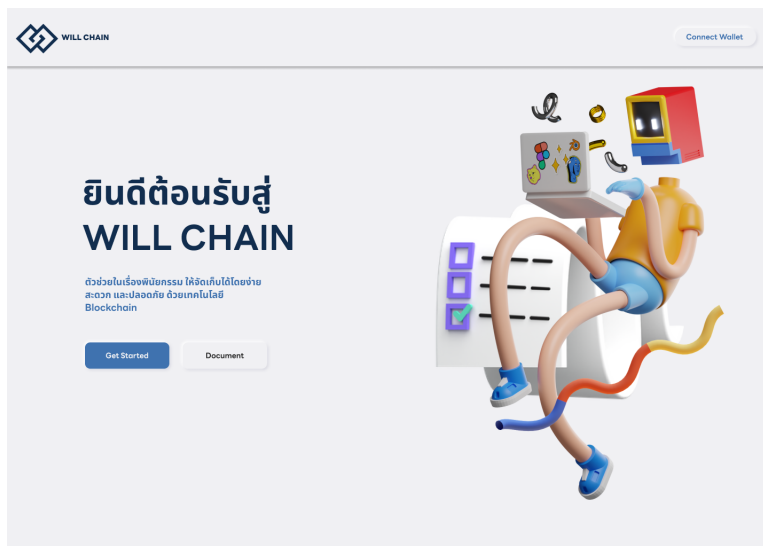 WILL CHAIN
Connect Wallet
ยินดีต้อนรับสู่
WILL CHAIN
ตัวช่วยในเรื่องพินัยกรรม ให้จัดเก็บได้โดยง่าย
สะดวก และปลอดภัย ด้วยเทคโนโลยี
Blockchain
Get Started
Document